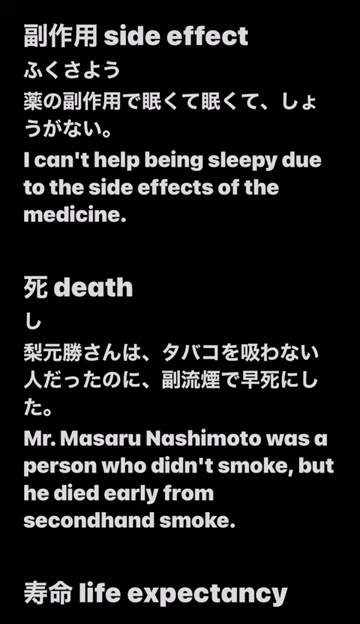 副作用 side effect
ふくさよう
薬の副作用で眠くて眠くて、しょ
うがない。
I can't help being sleepy due
to the side effects of the
medicine.
死 death
し
梨元勝さんは、タバコを吸わない
人だったのに、副流煙で早死にし
た。
Mr. Masaru Nashimoto was a
person who didn't smoke, but
he died early from
secondhand smoke.
寿命 life expectancy